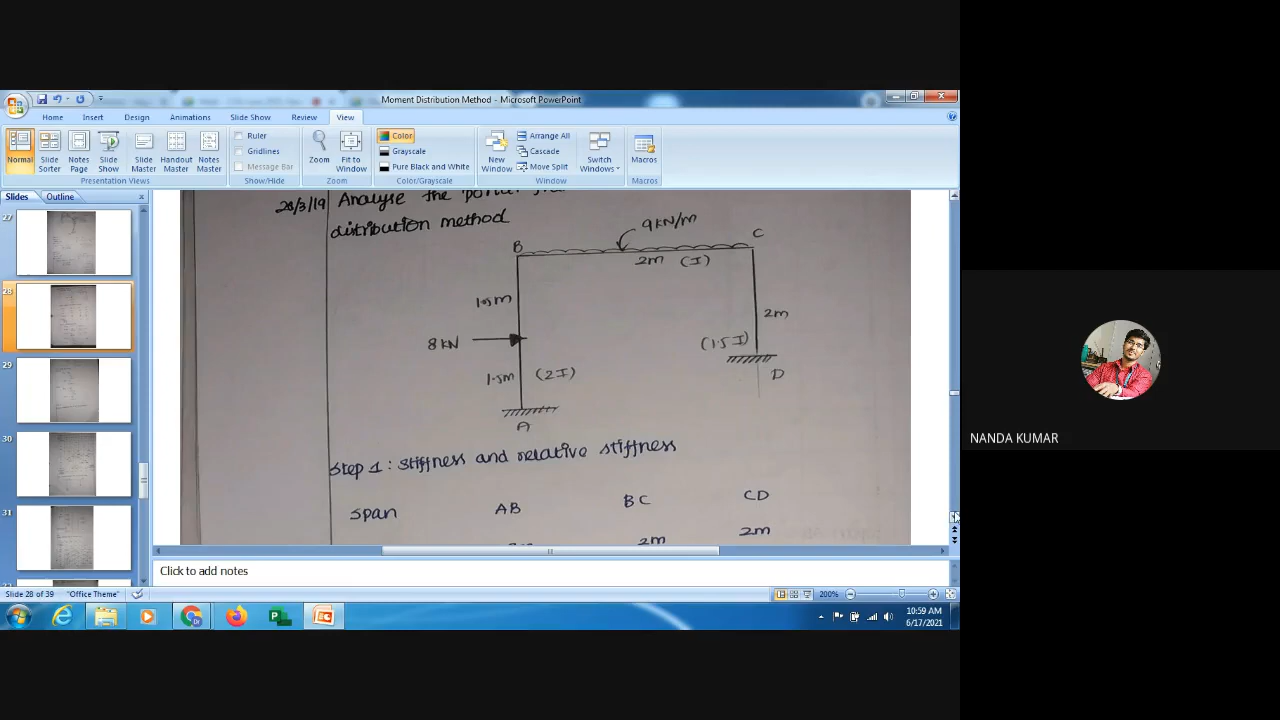 Moment Distribution Method - Microsoft PowerPoint
Home Insert Design Animations Slide Show Review View
Normal Slide Sorter Notes Page Slide Show Slide Master Handout Master Notes Master
Presentation Views
Ruler
Gridlines
Message Bar
Show/Hide
Zoom Fit to Window
Zoom
Color
Grayscale
Pure Black and White
Color/Grayscale
New Window
Arrange All
Cascade
Move Split
Switch Windows
Window
Macros
Macros
Slides Outline
27
28
29
30
31
28/3/19 Analyse the
distribution method
9KN/m
B
C
2m (I)
1.5m
2m
8 KN
(1.5I)
1.5m (2I)
D
A
Step 1 : stiffness and relative stiffness
span AB BC CD
2m 2m
NANDA KUMAR
Click to add notes
Slide 28 of 39 "Office Theme" 200%
10:59 AM
6/17/2021